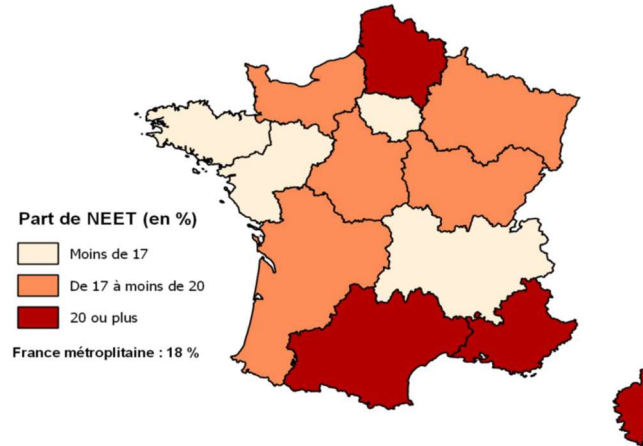 Part de NEET (en %)
Moins de 17
De 17 à moins de 20
20 ou plus
France métroplitaine : 18 %